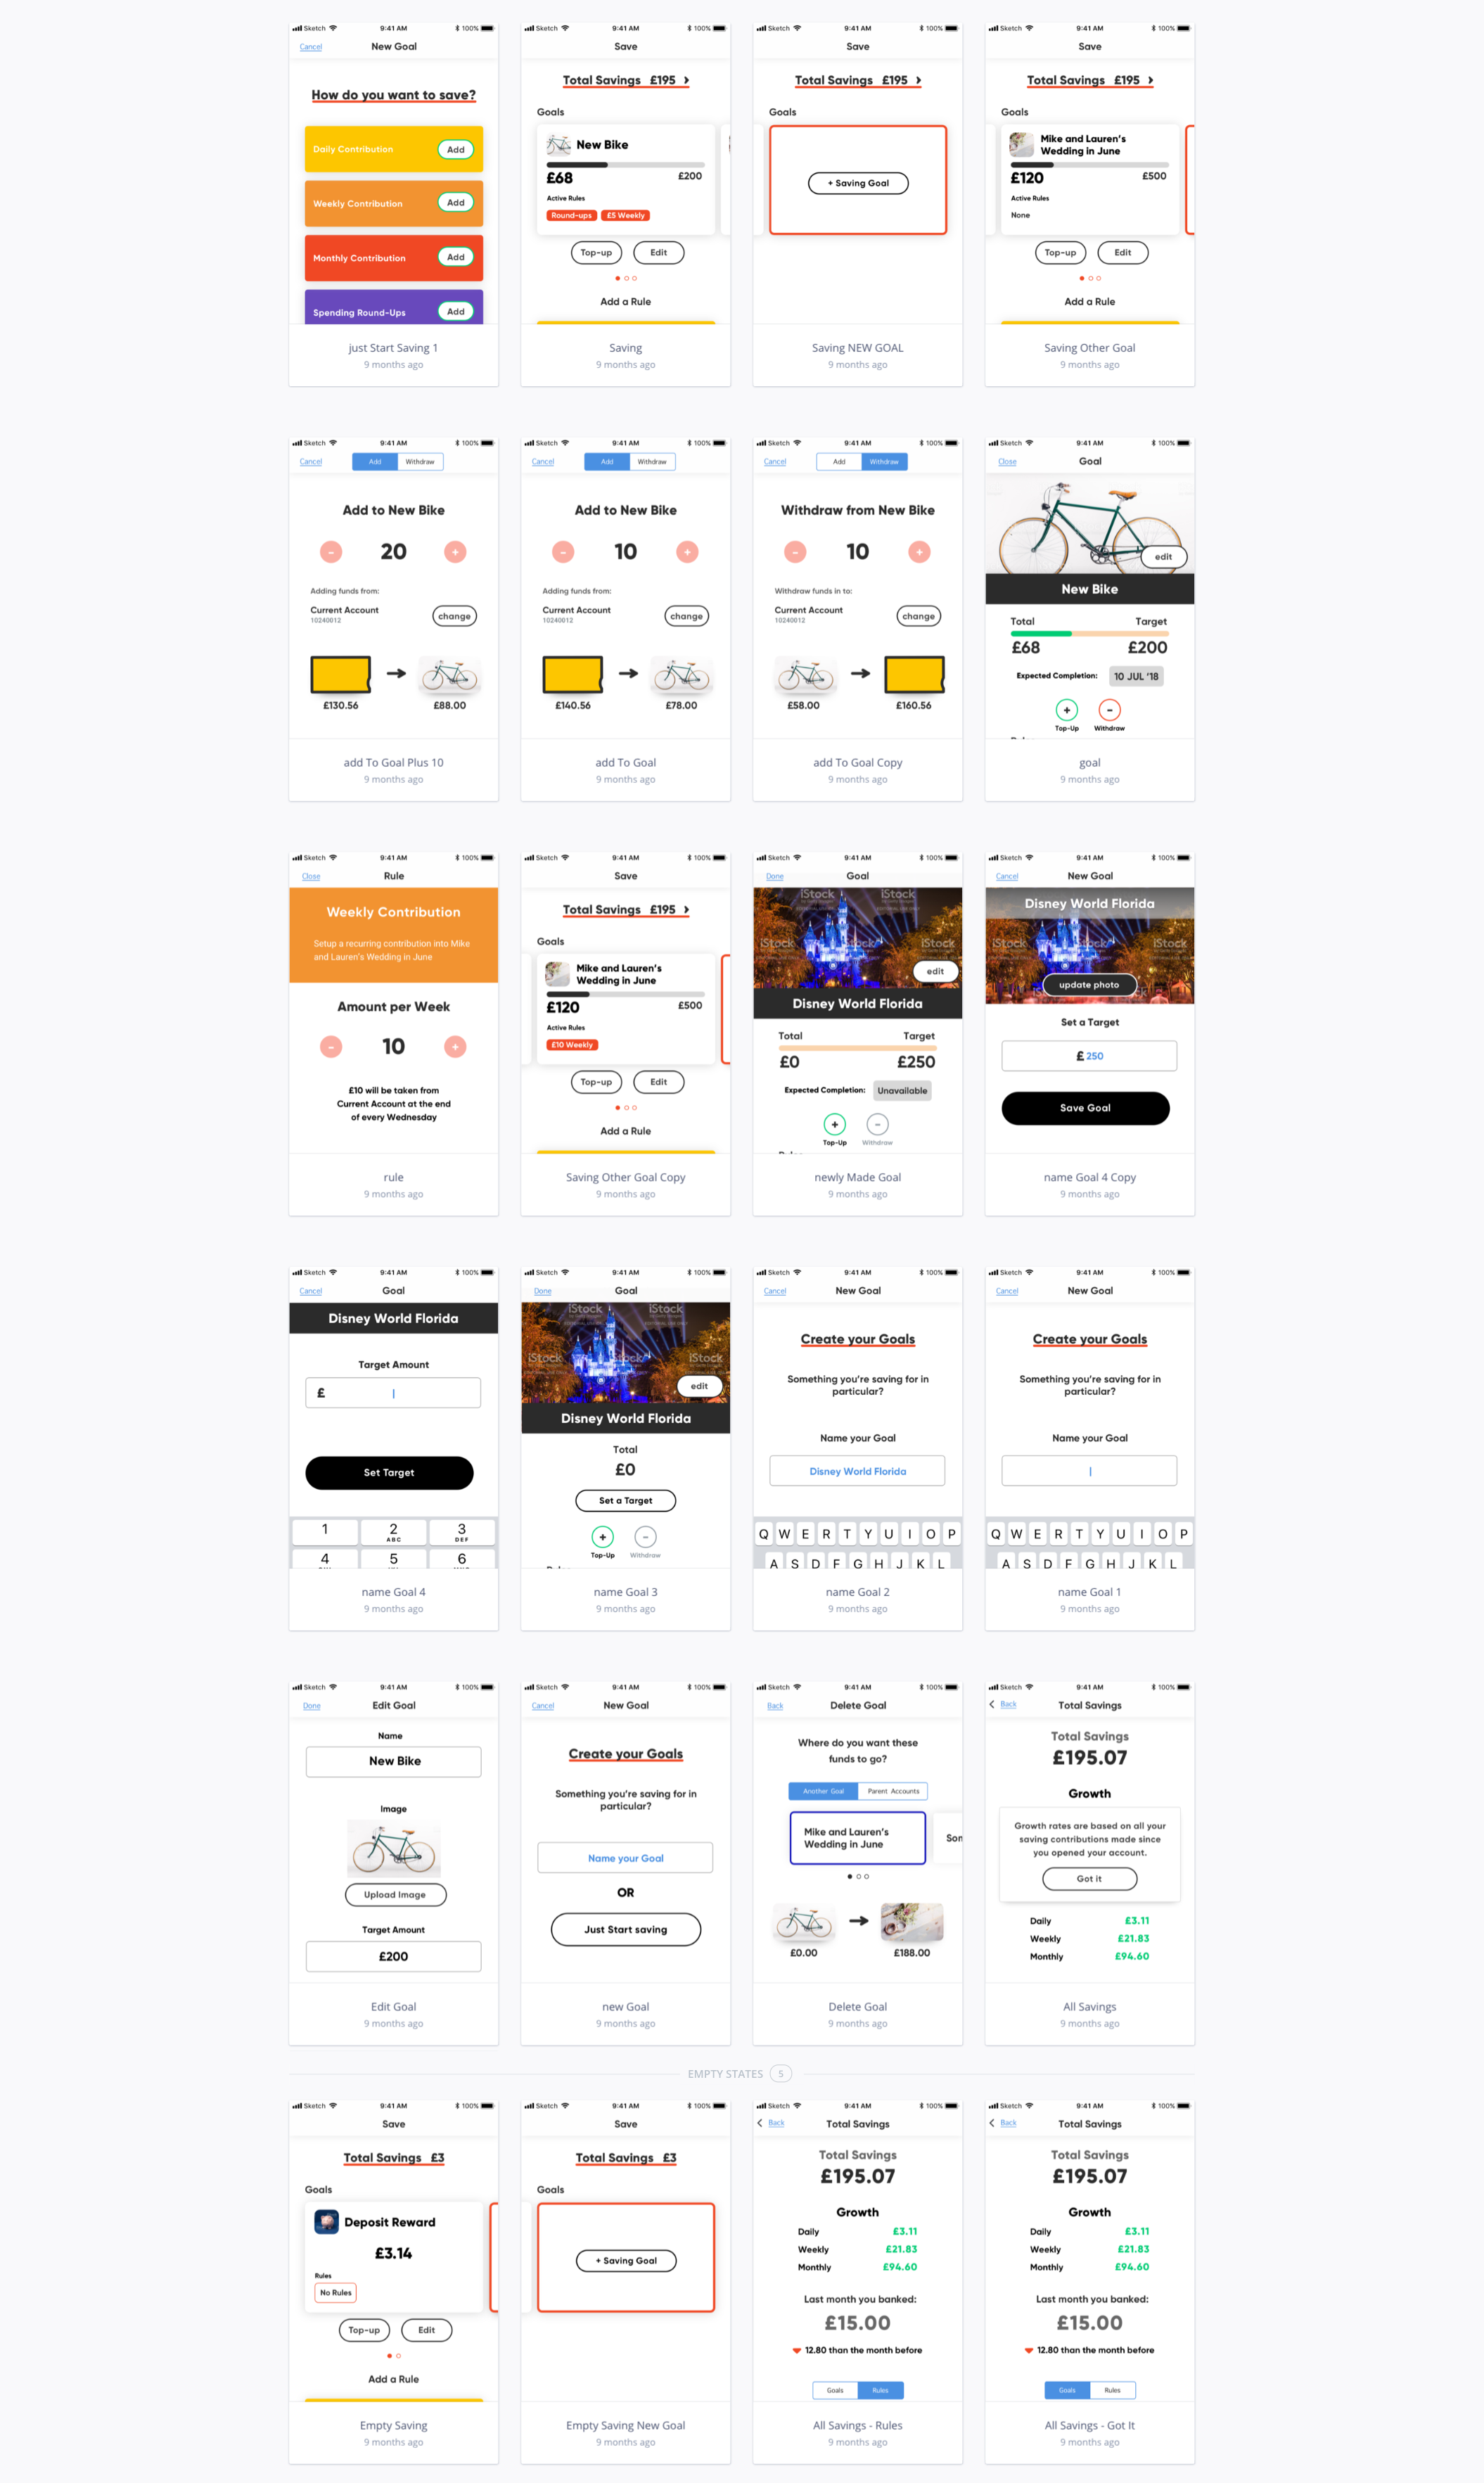 Sketch 9:41 AM 100%
Cancel New Goal
How do you want to save?
Daily Contribution Add
Weekly Contribution Add
Monthly Contribution Add
Spending Round-Ups Add
just Start Saving 1
9 months ago
Sketch 9:41 AM 100%
Save
Total Savings £195 >
Goals
New Bike
£68 £200
Active Rules
Round-ups £5 Weekly
Top-up Edit
Add a Rule
Saving
9 months ago
Sketch 9:41 AM 100%
Save
Total Savings £195 >
Goals
+ Saving Goal
Saving NEW GOAL
9 months ago
Sketch 9:41 AM 100%
Save
Total Savings £195 >
Goals
Mike and Lauren's
Wedding in June
£120 £500
Active Rules
None
Top-up Edit
Add a Rule
Saving Other Goal
9 months ago
Sketch 9:41 AM 100%
Cancel Add Withdraw
Add to New Bike
- 20 +
Adding funds from:
Current Account
10240012
change
£130.56 £88.00
add To Goal Plus 10
9 months ago
Sketch 9:41 AM 100%
Cancel Add Withdraw
Add to New Bike
- 10 +
Adding funds from:
Current Account
10240012
change
£140.56 £78.00
add To Goal
9 months ago
Sketch 9:41 AM 100%
Cancel Add Withdraw
Withdraw from New Bike
- 10 +
Withdraw funds in to:
Current Account
10240012
change
£58.00 £160.56
add To Goal Copy
9 months ago
Sketch 9:41 AM 100%
Close Goal
edit
New Bike
Total Target
£68 £200
Expected Completion: 10 JUL '18
+ -
Top-Up Withdraw
goal
9 months ago
Sketch 9:41 AM 100%
Close Rule
Weekly Contribution
Setup a recurring contribution into Mike
and Lauren's Wedding in June
Amount per Week
- 10 +
£10 will be taken from
Current Account at the end
of every Wednesday
rule
9 months ago
Sketch 9:41 AM 100%
Save
Total Savings £195 >
Goals
Mike and Lauren's
Wedding in June
£120 £500
Active Rules
£10 Weekly
Top-up Edit
Add a Rule
Saving Other Goal Copy
9 months ago
Sketch 9:41 AM 100%
Done Goal
iStock iStock
iStock iStock iStock
edit
Disney World Florida
Total Target
£0 £250
Expected Completion: Unavailable
+ -
Top-Up Withdraw
newly Made Goal
9 months ago
Sketch 9:41 AM 100%
Cancel New Goal
Disney World Florida
iStock iStock iStock
update photo
Set a Target
£ 250
Save Goal
name Goal 4 Copy
9 months ago
Sketch 9:41 AM 100%
Cancel Goal
Disney World Florida
Target Amount
£
Set Target
1 2 3
ABC DEF
4 5 6
name Goal 4
9 months ago
Sketch 9:41 AM 100%
Done Goal
iStock iStock
iStock iStock iStock
edit
Disney World Florida
Total
£0
Set a Target
+ -
Top-Up Withdraw
name Goal 3
9 months ago
Sketch 9:41 AM 100%
Cancel New Goal
Create your Goals
Something you're saving for in
particular?
Name your Goal
Disney World Florida
Q W E R T Y U I O P
A S D F G H J K L
name Goal 2
9 months ago
Sketch 9:41 AM 100%
Cancel New Goal
Create your Goals
Something you're saving for in
particular?
Name your Goal
Q W E R T Y U I O P
A S D F G H J K L
name Goal 1
9 months ago
Sketch 9:41 AM 100%
Done Edit Goal
Name
New Bike
Image
Upload Image
Target Amount
£200
Edit Goal
9 months ago
Sketch 9:41 AM 100%
Cancel New Goal
Create your Goals
Something you're saving for in
particular?
Name your Goal
OR
Just Start saving
new Goal
9 months ago
Sketch 9:41 AM 100%
Back Delete Goal
Where do you want these
funds to go?
Another Goal Parent Accounts
Mike and Lauren's
Wedding in June
Som
£0.00 £188.00
Delete Goal
9 months ago
Sketch 9:41 AM 100%
Back Total Savings
Total Savings
£195.07
Growth
Growth rates are based on all your
saving contributions made since
you opened your account.
Got it
Daily £3.11
Weekly £21.83
Monthly £94.60
All Savings
9 months ago
EMPTY STATES 5
Sketch 9:41 AM 100%
Save
Total Savings £3
Goals
Deposit Reward
£3.14
Rules
No Rules
Top-up Edit
Add a Rule
Empty Saving
9 months ago
Sketch 9:41 AM 100%
Save
Total Savings £3
Goals
+ Saving Goal
Empty Saving New Goal
9 months ago
Sketch 9:41 AM 100%
Back Total Savings
Total Savings
£195.07
Growth
Daily £3.11
Weekly £21.83
Monthly £94.60
Last month you banked:
£15.00
12.80 than the month before
Goals Rules
All Savings - Rules
9 months ago
Sketch 9:41 AM 100%
Back Total Savings
Total Savings
£195.07
Growth
Daily £3.11
Weekly £21.83
Monthly £94.60
Last month you banked:
£15.00
12.80 than the month before
Goals Rules
All Savings - Got It
9 months ago